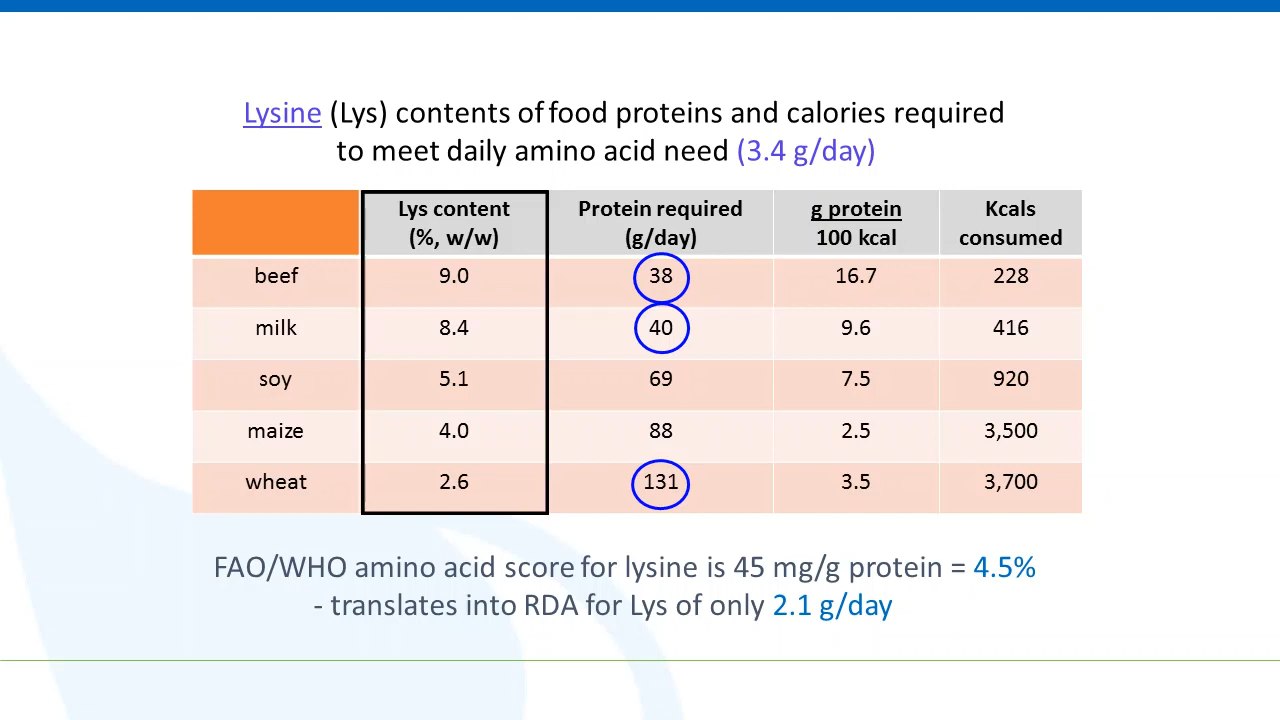 Lysine (Lys) contents of food proteins and calories required
to meet daily amino acid need (3.4 g/day)
Lys content (%, w/w) Protein required (g/day) g protein 100 kcal Kcals consumed
beef 9.0 38 16.7 228
milk 8.4 40 9.6 416
soy 5.1 69 7.5 920
maize 4.0 88 2.5 3,500
wheat 2.6 131 3.5 3,700
FAO/WHO amino acid score for lysine is 45 mg/g protein = 4.5%
- translates into RDA for Lys of only 2.1 g/day